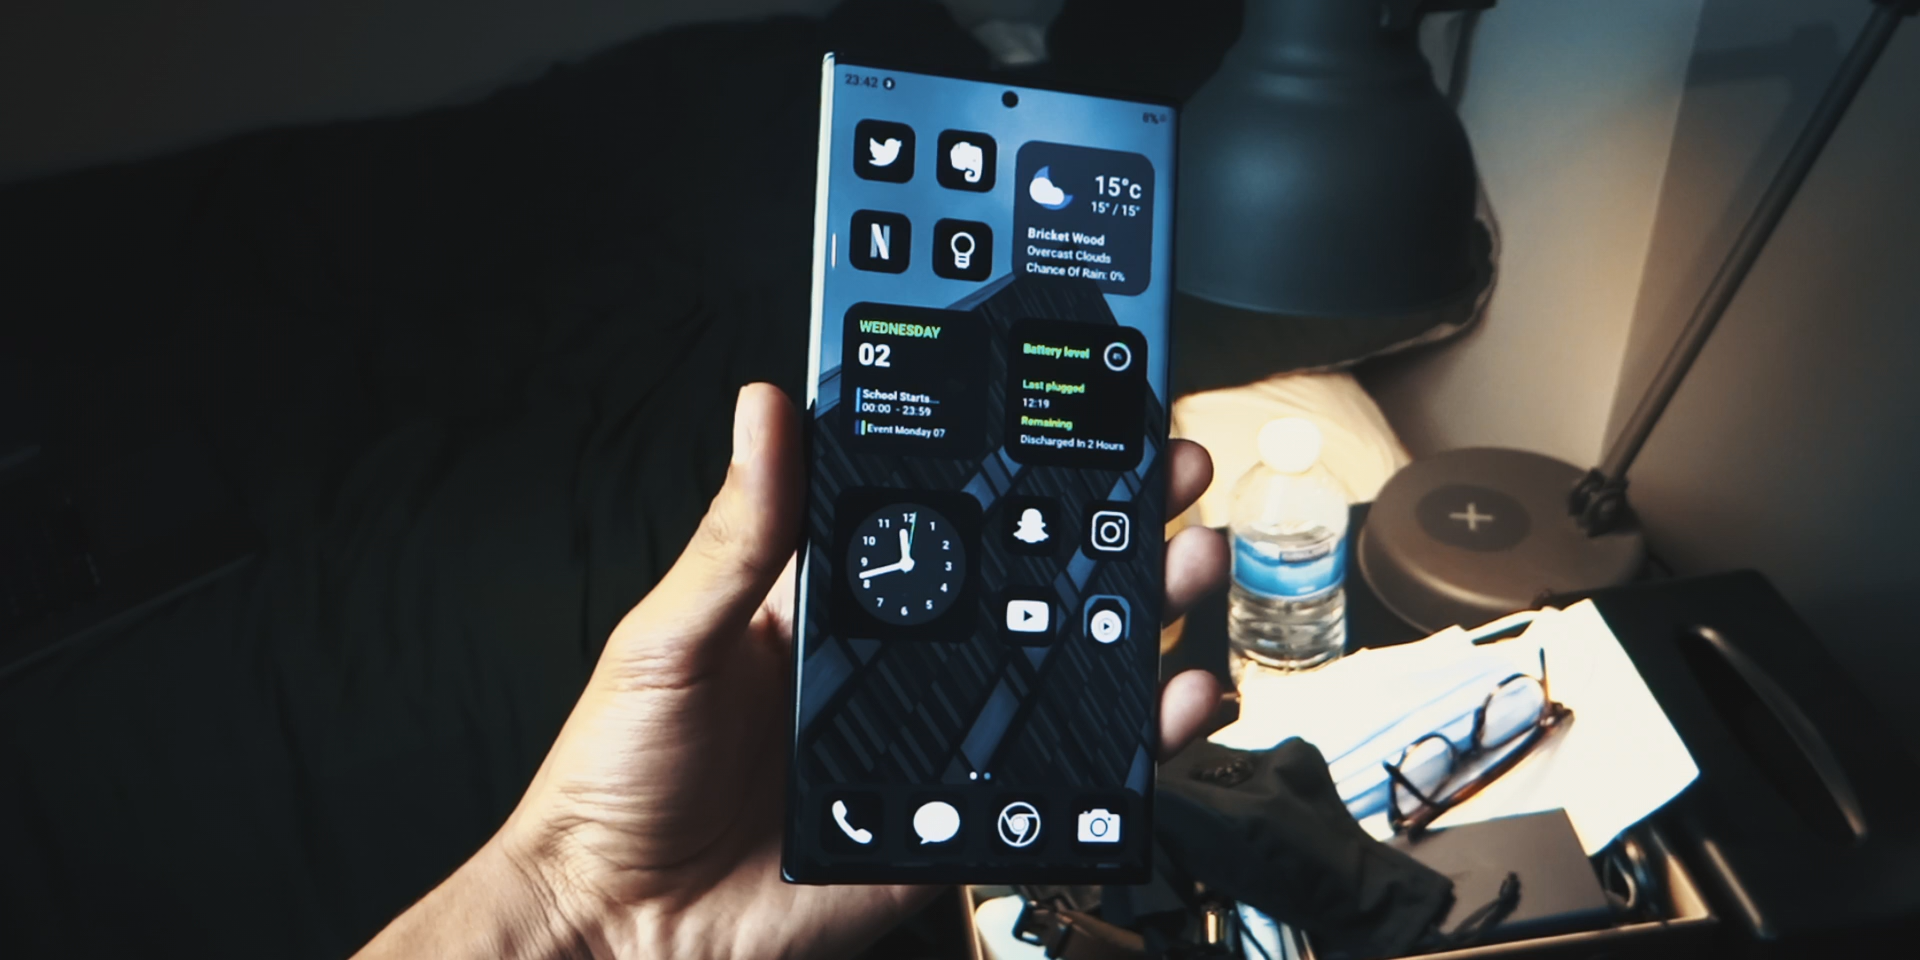 23:42
8%
15°c
15° / 15°
Bricket Wood
Overcast Clouds
Chance Of Rain: 0%
WEDNESDAY
02
School Starts...
00:00 - 23:59
Event Monday 07
Battery level
Last plugged
12:19
Remaining
Discharged In 2 Hours
11 12 1
10 2
9 3
8 4
7 6 5